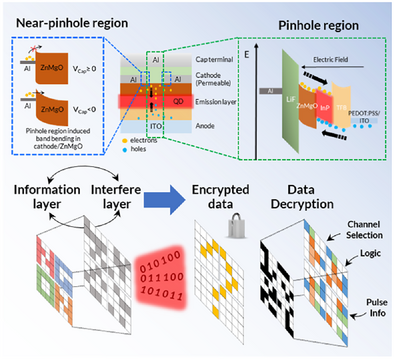 Near-pinhole region
Pinhole region
Al
ZnMgO
V Cap ≥ 0
Al
ZnMgO
V Cap <0
Pinhole region induced
band bending in
cathode/ZnMgO
Al
Al
Al
QD
ITO
Cap terminal
Cathode
(Permeable)
Emission layer
Anode
electrons
holes
E
Electric Field
Al
LiF
ZnMgO
InP
TFB
PEDOT:PSS/
ITO
Information
layer
Interfere
layer
Encrypted
data
Data
Decryption
010100
011100
101011
Channel
Selection
Logic
Pulse
Info